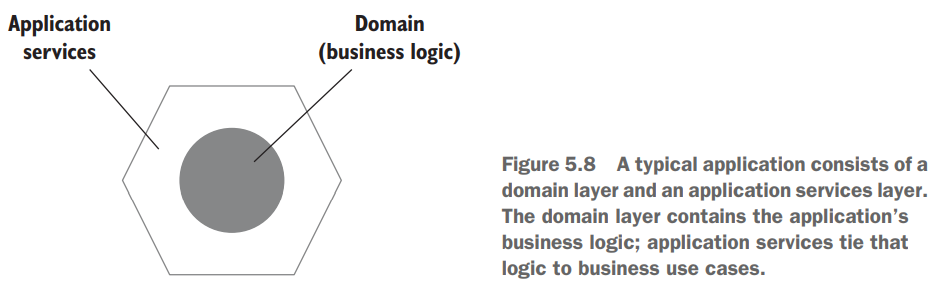 Application
services
Domain
(business logic)
Figure 5.8 A typical application consists of a
domain layer and an application services layer.
The domain layer contains the application’s
business logic; application services tie that
logic to business use cases.